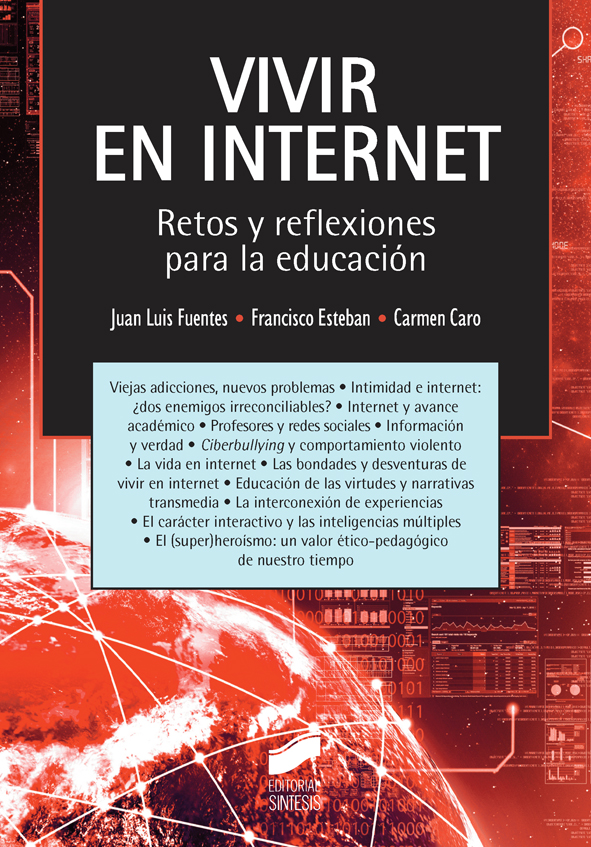 VIVIR
EN INTERNET
Retos y reflexiones
para la educación
Juan Luis Fuentes • Francisco Esteban • Carmen Caro
Viejas adicciones, nuevos problemas • Intimidad e internet:
¿dos enemigos irreconciliables? • Internet y avance
académico • Profesores y redes sociales • Información
y verdad • Ciberbullying y comportamiento violento
• La vida en internet • Las bondades y desventuras de
vivir en internet • Educación de las virtudes y narrativas
transmedia • La interconexión de experiencias
• El carácter interactivo y las inteligencias múltiples
• El (super)heroísmo: un valor ético-pedagógico
de nuestro tiempo
EDITORIAL
SINTESIS